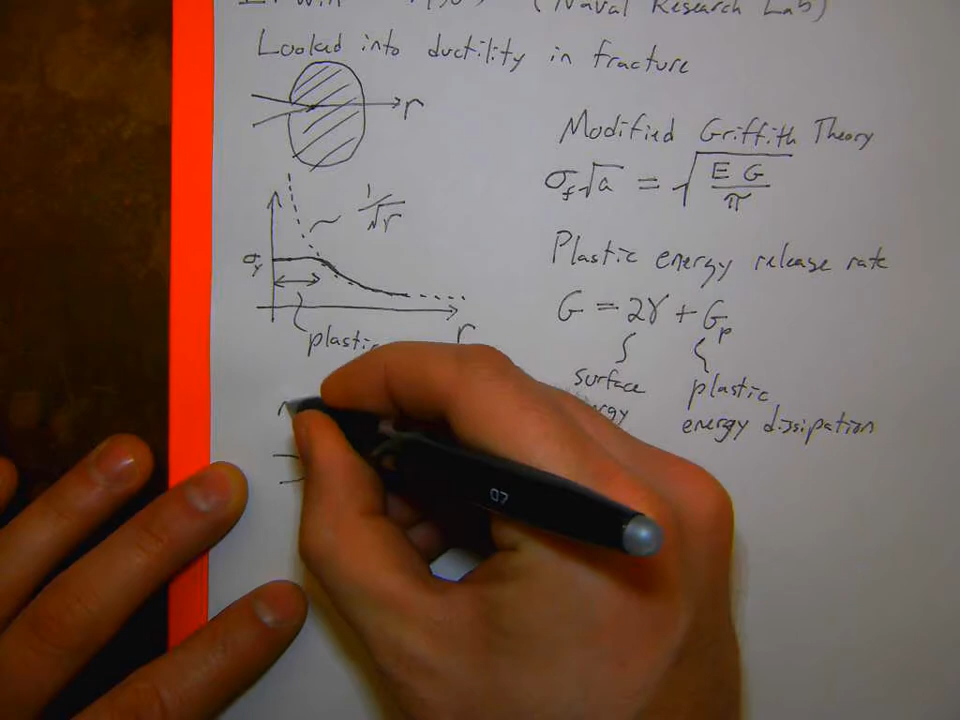 (Naval Research Lab)
Looked into ductility in fracture
r
1/√r
σy
r
plastic
Modified Griffith Theory
σf√a = √(E G/π)
Plastic energy release rate
G = 2γ + Gp
surface
plastic
energy dissipation
07